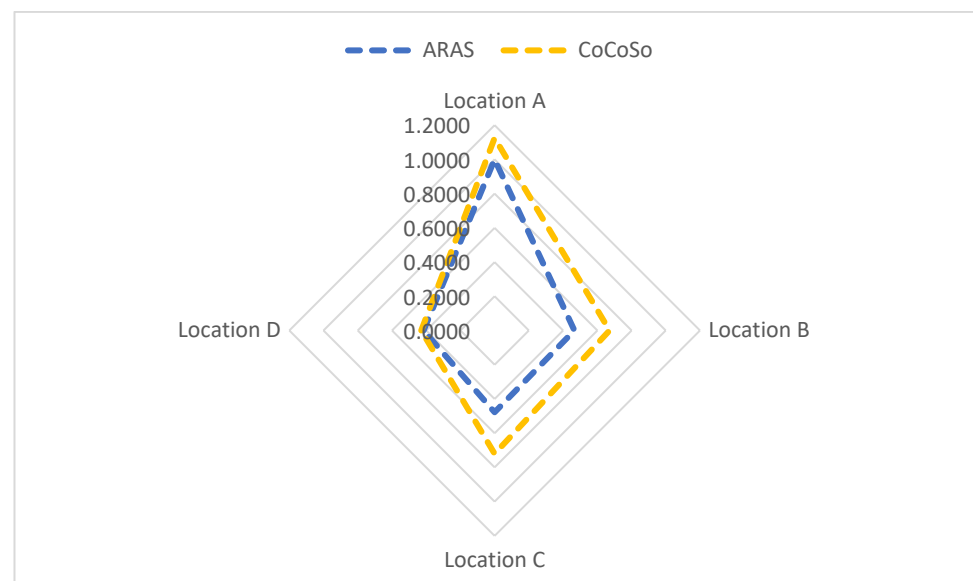 ARAS CoCoSo
Location A
1.2000
1.0000
0.8000
0.6000
0.4000
0.2000
0.0000
Location D
Location B
Location C